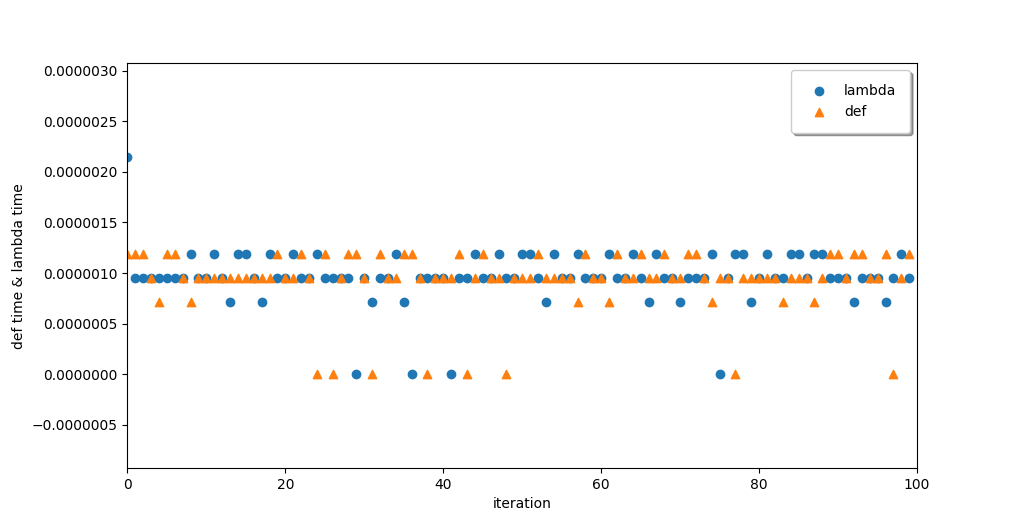 0.0000030
0.0000025
0.0000020
0.0000015
0.0000010
0.0000005
0.0000000
−0.0000005
def time & lambda time
lambda
def
0 20 40 60 80 100
iteration